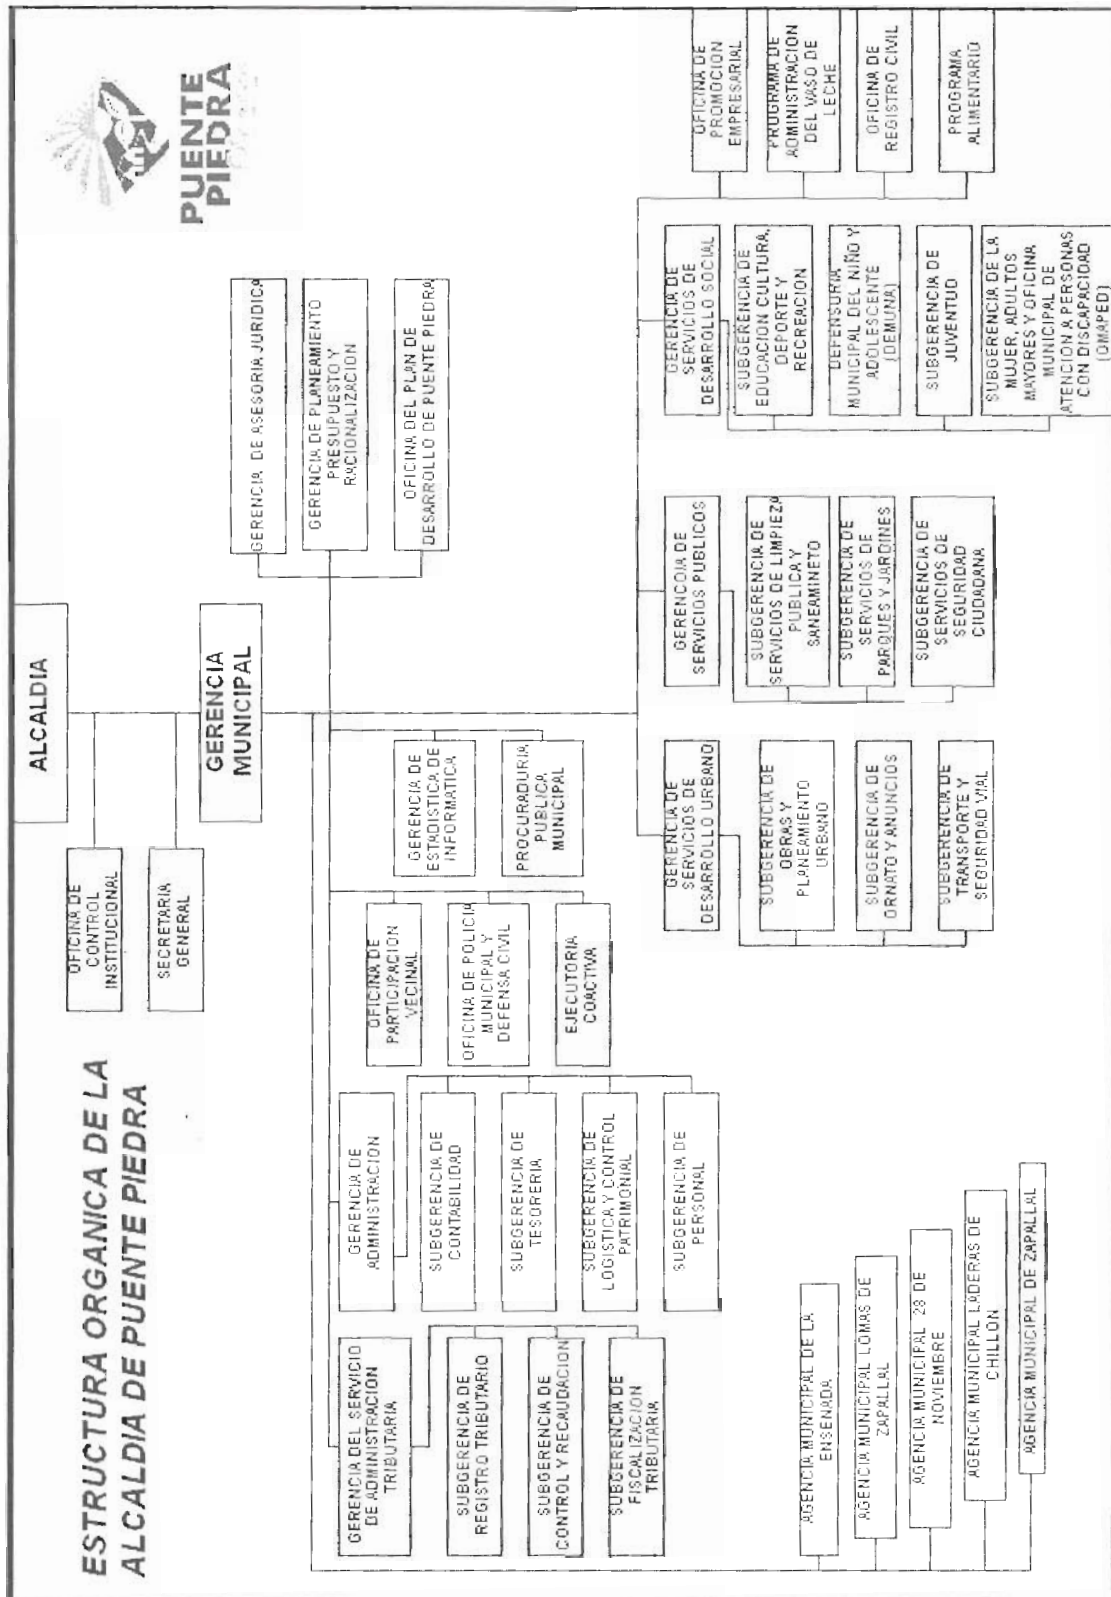 ESTRUCTURA ORGANICA DE LA
ALCALDIA DE PUENTE PIEDRA
PUENTE
PIEDRA
ALCALDIA
OFICINA DE
CONTROL
INSTITUCIONAL
SECRETARIA
GENERAL
GERENCIA
MUNICIPAL
GERENCIA DE ASESORIA JURIDICA
GERENCIA DE PLANEAMIENTO
PRESUPUESTO Y
RACIONALIZACION
OFICINA DEL PLAN DE
DESARROLLO DE PUENTE PIEDRA
GERENCIA DE
ESTADISTICA DE
INFORMATICA
PROCURADURIA
PUBLICA
MUNICIPAL
OFICINA DE
PARTICIPACION
VECINAL
OFICINA DE POLICIA
MUNICIPAL Y
DEFENSA CIVIL
EJECUTORIA
COACTIVA
GERENCIA DE
ADMINISTRACION
SUBGERENCIA DE
CONTABILIDAD
SUBGERENCIA DE
TESORERIA
SUBGERENCIA DE
LOGISTICA Y CONTROL
PATRIMONIAL
SUBGERENCIA DE
PERSONAL
GERENCIA DEL SERVICIO
DE ADMINISTRACION
TRIBUTARIA
SUBGERENCIA DE
REGISTRO TRIBUTARIO
SUBGERENCIA DE
CONTROL Y RECAUDACION
SUBGERENCIA DE
FISCALIZACION
TRIBUTARIA
AGENCIA MUNICIPAL DE LA
ENSENADA
AGENCIA MUNICIPAL LOMAS DE
ZAPALLAL
AGENCIA MUNICIPAL 28 DE
NOVIEMBRE
AGENCIA MUNICIPAL LADERAS DE
CHILLON
AGENCIA MUNICIPAL DE ZAPALLAL
GERENCIA DE
SERVICIOS DE
DESARROLLO URBANO
SUBGERENCIA DE
OBRAS Y
PLANEAMIENTO
URBANO
SUBGERENCIA DE
ORNATO Y ANUNCIOS
SUBGERENCIA DE
TRANSPORTE Y
SEGURIDAD VIAL
GERENCOIA DE
SERVICIOS PUBLICOS
SUBGERENCIA DE
SERVICIOS DE LIMPIEZA
PUBLICA Y
SANEAMINETO
SUBGERENCIA DE
SERVICIOS DE
PARQUES Y JARDINES
SUBGERENCIA DE
SERVICIOS DE
SEGURIDAD
CIUDADANA
GERENCIA DE
SERVICIOS DE
DESARROLLO SOCIAL
SUBGERENCIA DE
EDUCACION CULTURA,
DEPORTE Y
RECREACION
DEFENSURIA
MUNICIPAL DEL NIÑO Y
ADOLESCENTE
(DEMUNA)
SUBGERENCIA DE
JUVENTUD
SUBGERENCIA DE LA
MUJER, ADULTOS
MAYORES Y OFICINA
MUNICIPAL DE
ATENCION A PERSONAS
CON DISCAPACIDAD
(OMAPED)
OFICINA DE
PROMOCION
EMPRESARIAL
PROGRAMA DE
ADMINISTRACION
DEL VASO DE
LECHE
OFICINA DE
REGISTRO CIVIL
PROGRAMA
ALIMENTARIO